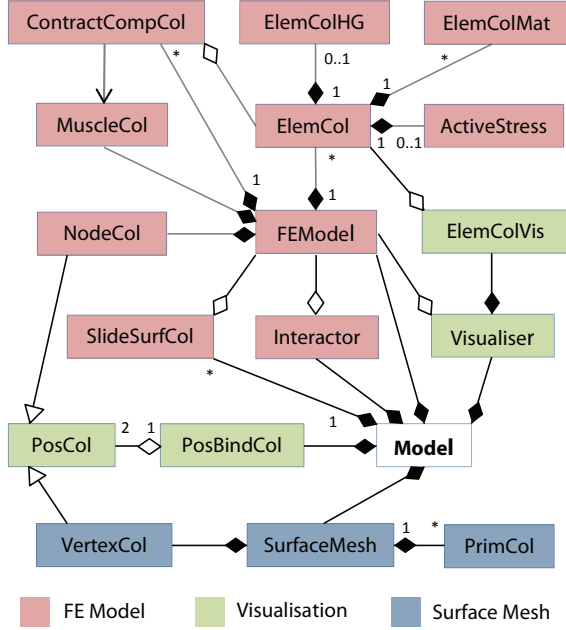 ContractCompCol
ElemColHG
ElemColMat
*
0..1
*
1
1
MuscleCol
ElemCol
ActiveStress
1
0..1
*
1
1
NodeCol
FEModel
ElemColVis
SlideSurfCol
Interactor
Visualiser
*
2
1
1
PosCol
PosBindCol
Model
1
*
VertexCol
SurfaceMesh
PrimCol
FE Model
Visualisation
Surface Mesh